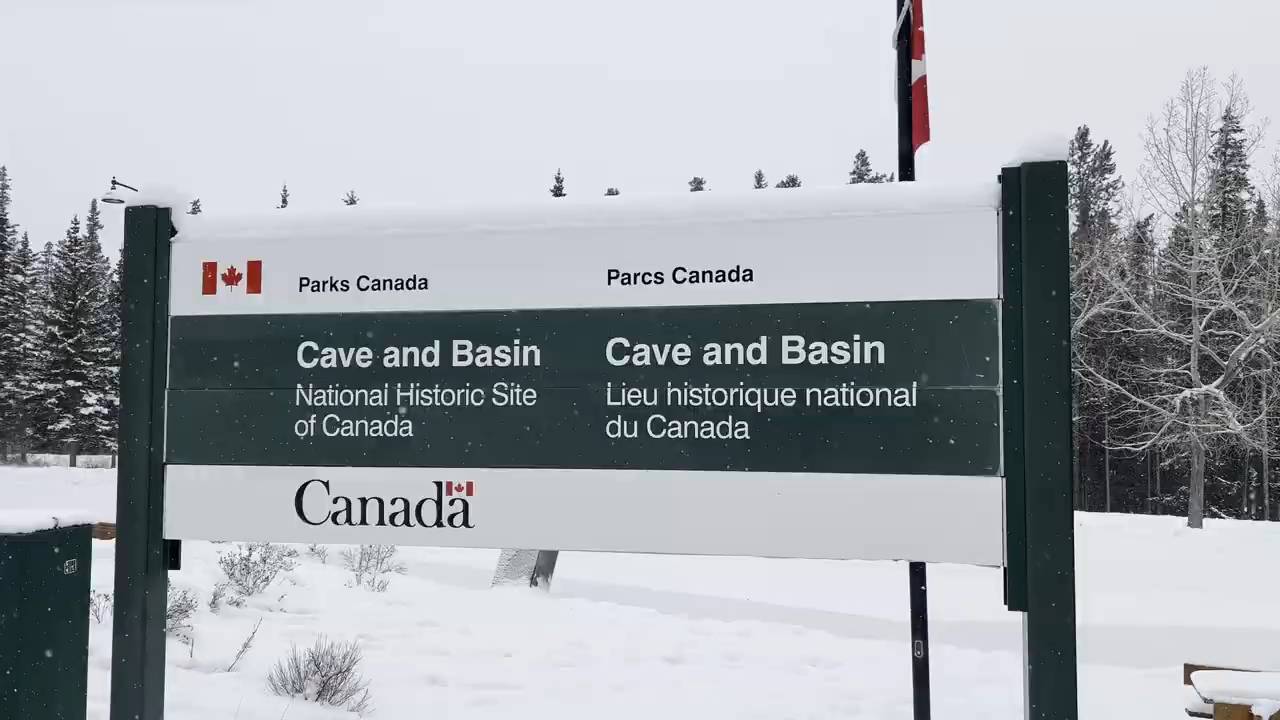 Parks Canada
Parcs Canada
Cave and Basin
National Historic Site
of Canada
Cave and Basin
Lieu historique national
du Canada
Canada